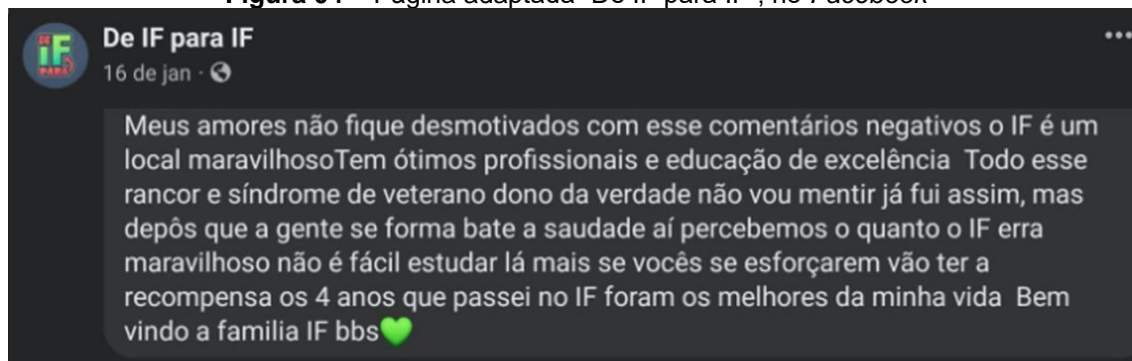 Figura 01 – Página adaptada "De IF para IF", no Facebook
De IF para IF
16 de jan ·
Meus amores não fique desmotivados com esse comentários negativos o IF é um
local maravilhosoTem ótimos profissionais e educação de excelência Todo esse
rancor e síndrome de veterano dono da verdade não vou mentir já fui assim, mas
depôs que a gente se forma bate a saudade aí percebemos o quanto o IF erra
maravilhoso não é fácil estudar lá mais se vocês se esforçarem vão ter a
recompensa os 4 anos que passei no IF foram os melhores da minha vida Bem
vindo a familia IF bbs💚
DE
IF
PARA